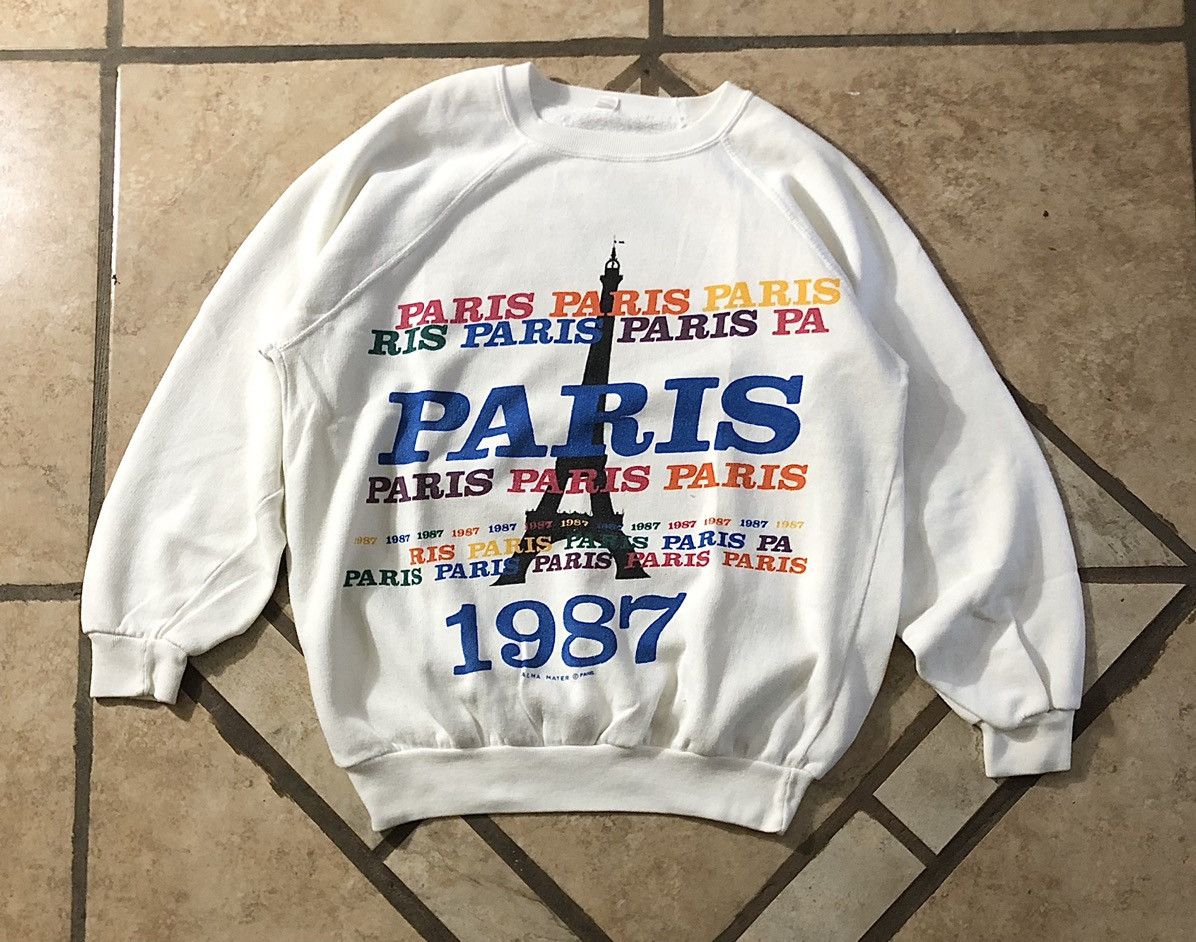 PARIS PARIS PARIS
RIS PARIS PARIS PA
PARIS
PARIS PARIS PARIS
1987 1987 1987 1987 1987 1987 1987 1987 1987 1987 1987 1987 1987
RIS PARIS PARIS PARIS PA
PARIS PARIS PARIS PARIS PARIS
1987
ALMA MATER © PARIS